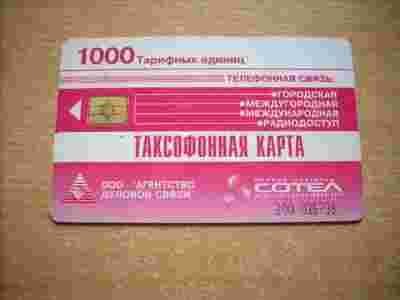 1000 Тарифных единиц
ТЕЛЕФОННАЯ СВЯЗЬ:
ГОРОДСКАЯ
МЕЖДУГОРОДНАЯ
МЕЖДУНАРОДНАЯ
РАДИОДОСТУП
ТАКСОФОННАЯ КАРТА
ООО "АГЕНТСТВО
ДЕЛОВОЙ СВЯЗИ"
СОТЕЛ